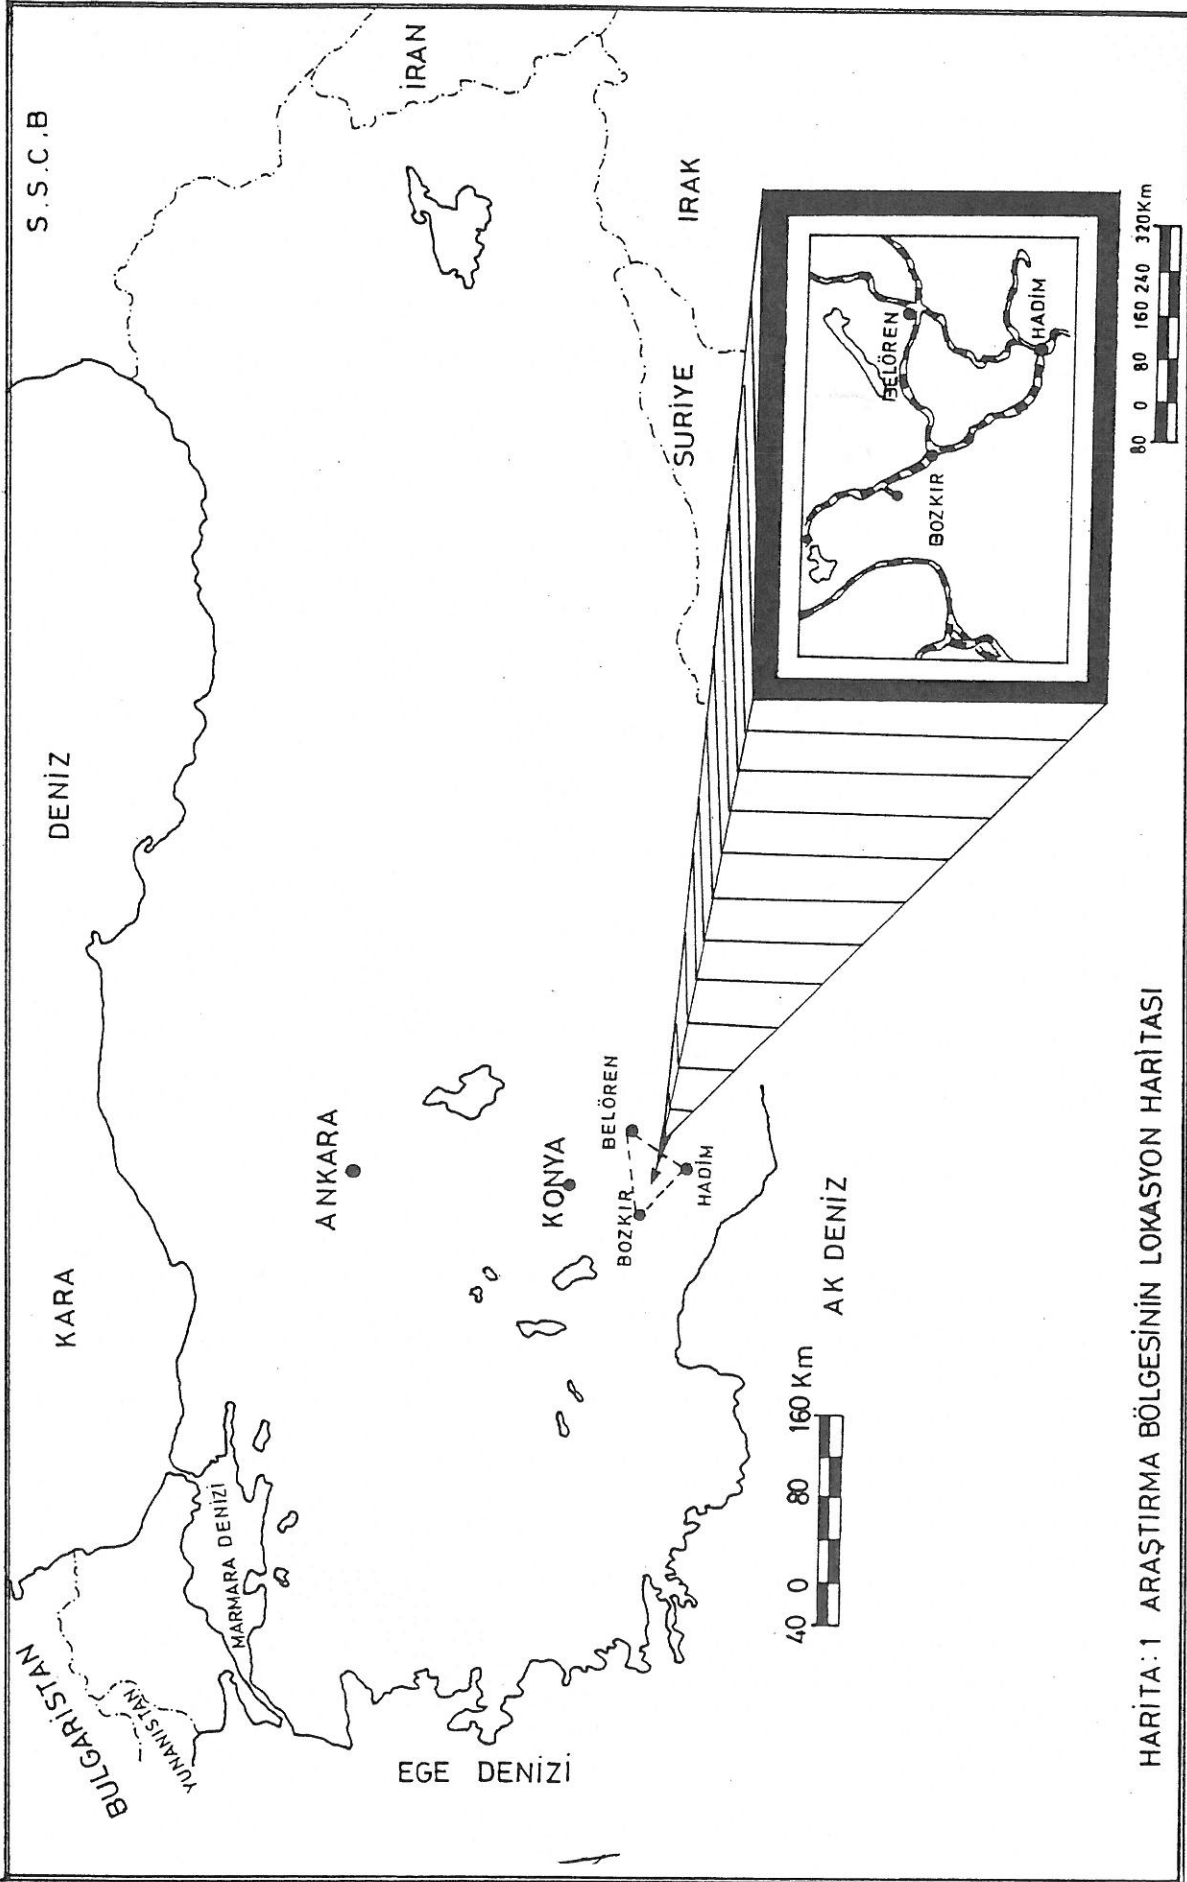 S.S.C.B
KARA DENİZ
BULGARİSTAN
YUNANİSTAN
MARMARA DENİZİ
İRAN
ANKARA
EGE DENİZİ
KONYA
BELÖREN
BOZKIR
HADİM
IRAK
SURİYE
AK DENİZ
BELÖREN
BOZKIR
HADİM
40 0 80 160 Km
80 0 80 160 240 320Km
HARİTA:1 ARAŞTIRMA BÖLGESİNİN LOKASYON HARİTASI